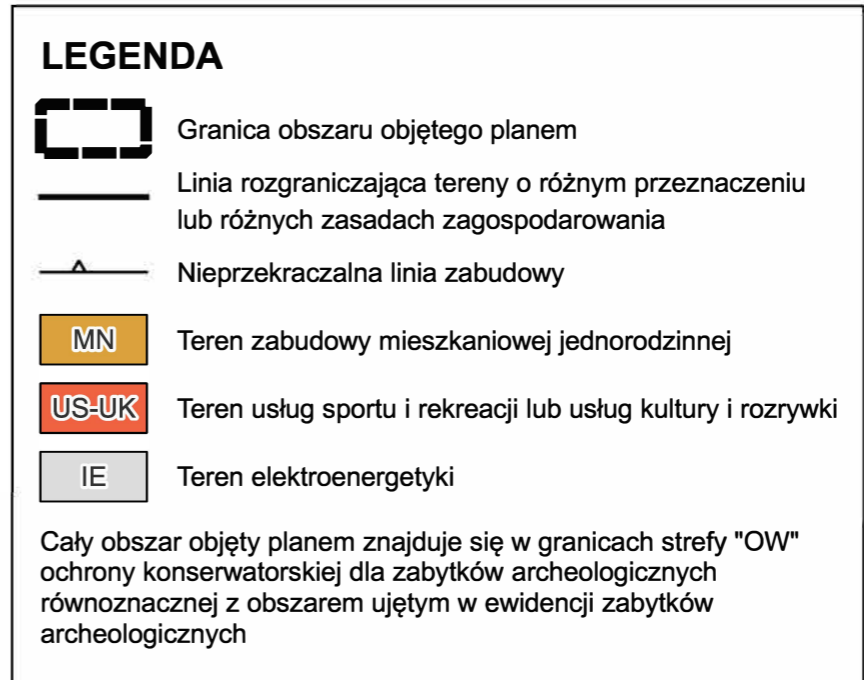 LEGENDA
Granica obszaru objętego planem
Linia rozgraniczająca tereny o różnym przeznaczeniu
lub różnych zasadach zagospodarowania
Nieprzekraczalna linia zabudowy
MN Teren zabudowy mieszkaniowej jednorodzinnej
US-UK Teren usług sportu i rekreacji lub usług kultury i rozrywki
IE Teren elektroenergetyki
Cały obszar objęty planem znajduje się w granicach strefy "OW"
ochrony konserwatorskiej dla zabytków archeologicznych
równoznacznej z obszarem ujętym w ewidencji zabytków
archeologicznych